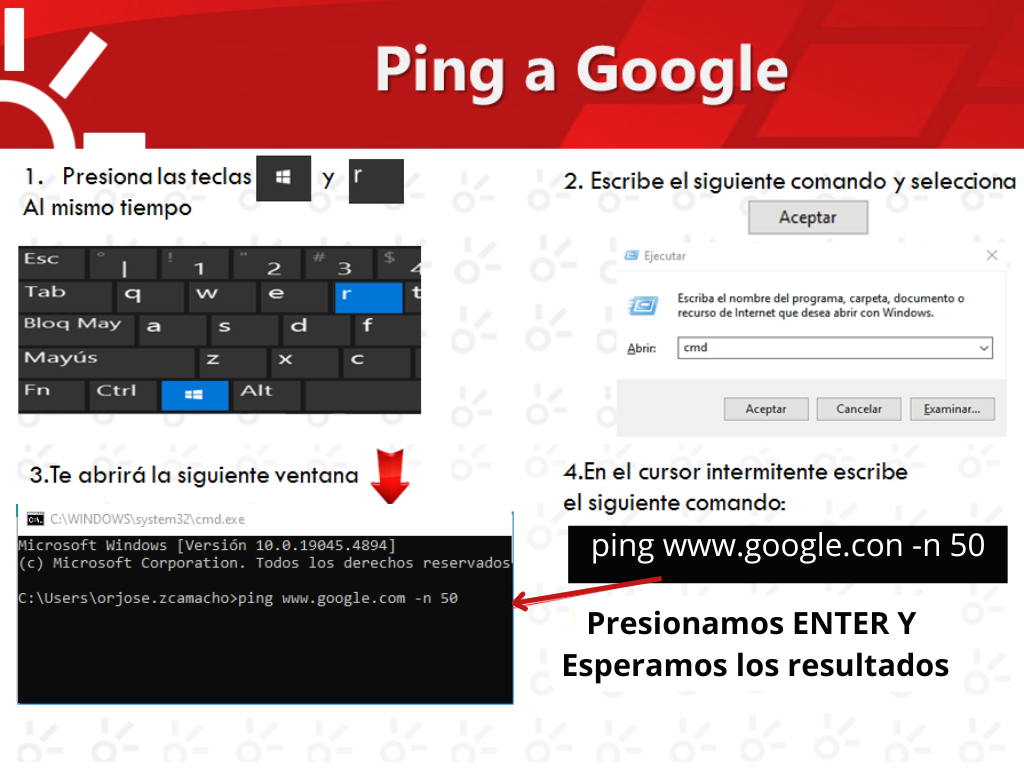 Ping a Google
1. Presiona las teclas y r
Al mismo tiempo
Esc ° | ! 1 " 2 # 3 $ 4
Tab q w e r t
Bloq May a s d f
Mayús z x c
Fn Ctrl Alt
2. Escribe el siguiente comando y selecciona
Aceptar
Ejecutar
Escriba el nombre del programa, carpeta, documento o
recurso de Internet que desea abrir con Windows.
Abrir: cmd
Aceptar Cancelar Examinar...
3.Te abrirá la siguiente ventana
C:\WINDOWS\system32\cmd.exe
Microsoft Windows [Versión 10.0.19045.4894]
(c) Microsoft Corporation. Todos los derechos reservados
C:\Users\orjose.zcamacho>ping www.google.com -n 50
4.En el cursor intermitente escribe
el siguiente comando:
ping www.google.con -n 50
Presionamos ENTER Y
Esperamos los resultados